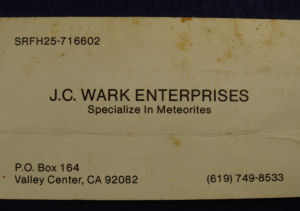 SRFH25-716602
J.C. WARK ENTERPRISES
Specialize In Meteorites
P.O. Box 164
Valley Center, CA 92082
(619) 749-8533